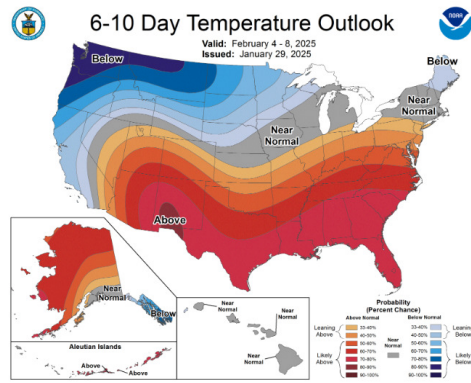 6-10 Day Temperature Outlook
Valid: February 4 - 8, 2025
Issued: January 29, 2025
NOAA
Below
Below
Near
Normal
Near
Normal
Above
Near
Normal
Below
Aleutian Islands
Above
Above
Near
Normal
Near
Normal
Near
Normal
Probability
(Percent Chance)
Above Normal
Below Normal
Leaning
Above
33-40%
40-50%
Near
Normal
33-40%
40-50%
Leaning
Below
Likely
Above
50-60%
60-70%
70-80%
80-90%
90-100%
50-60%
60-70%
70-80%
80-90%
90-100%
Likely
Below